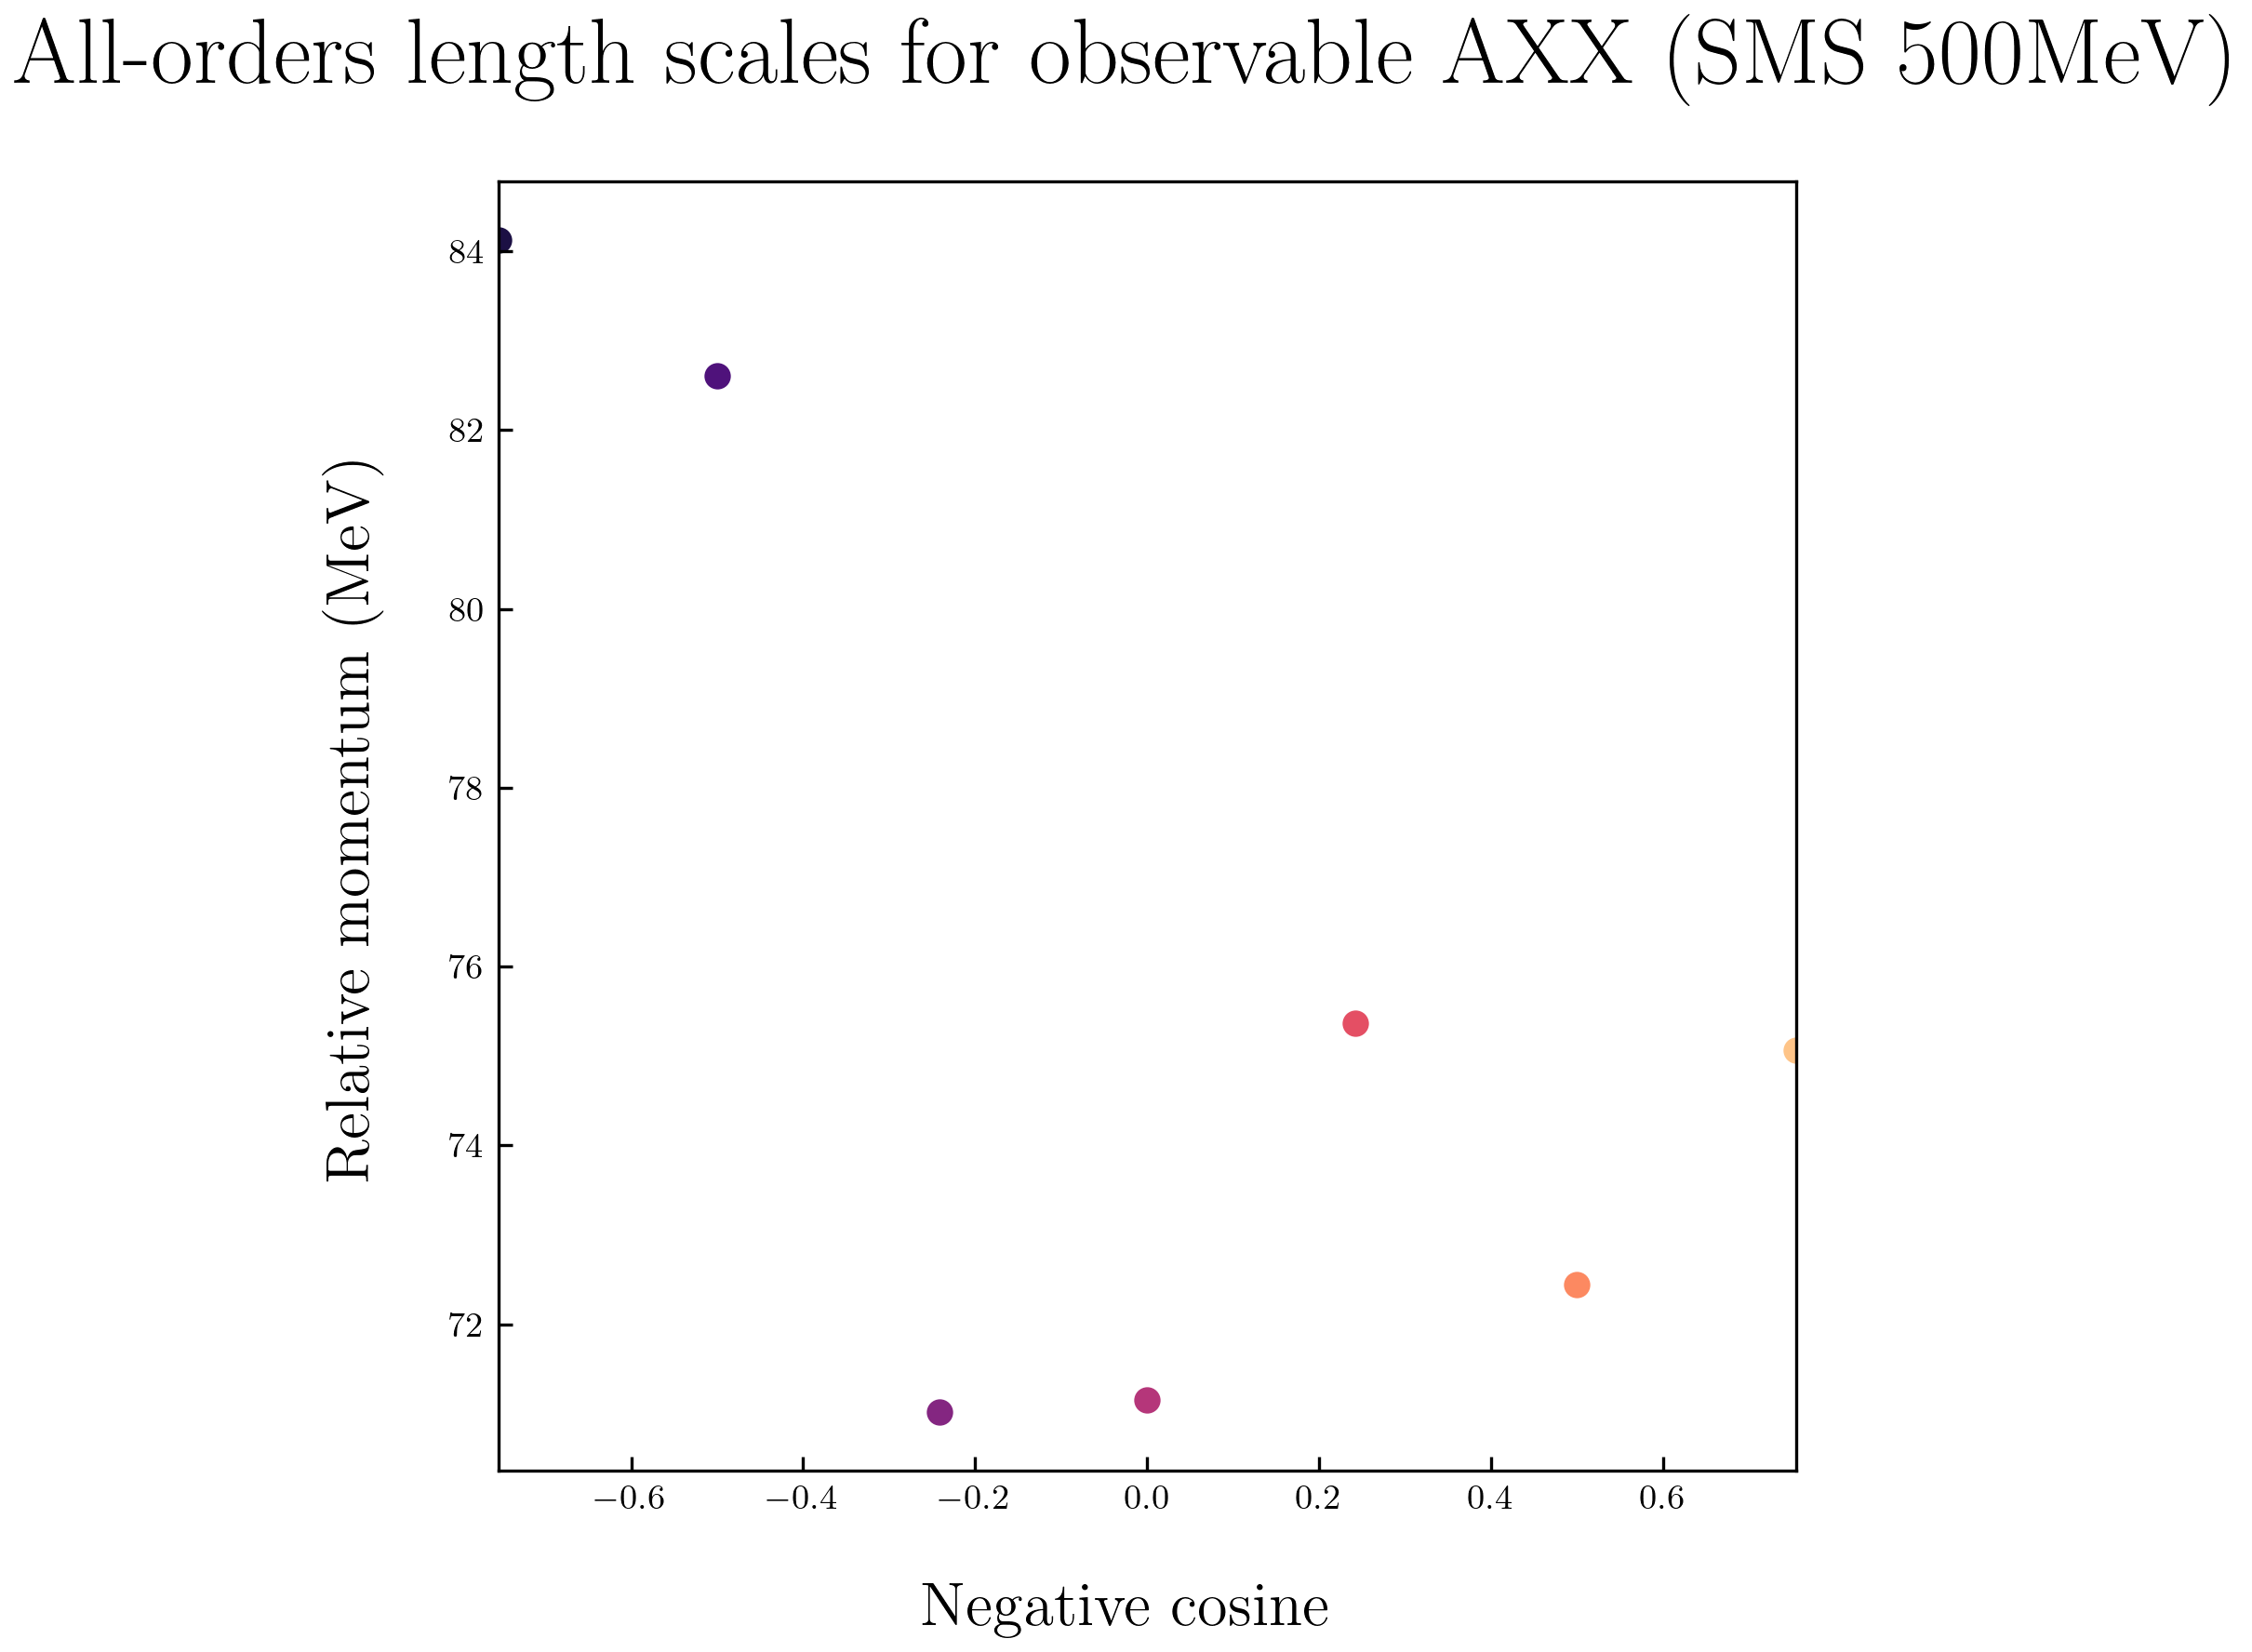 All-orders length scales for observable AXX (SMS 500MeV)
Relative momentum (MeV)
84
82
80
78
76
74
72
−0.6 −0.4 −0.2 0.0 0.2 0.4 0.6
Negative cosine